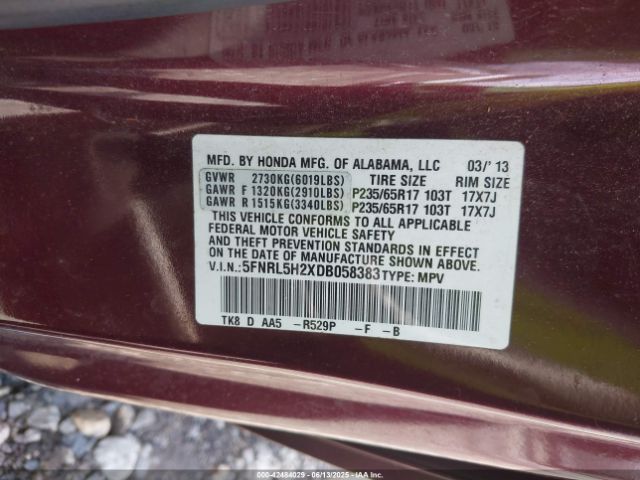 MFD. BY HONDA MFG. OF ALABAMA, LLC 03/'13
GVWR 2730KG(6019LBS) TIRE SIZE RIM SIZE
GAWR F 1320KG(2910LBS) P235/65R17 103T 17X7J
GAWR R 1515KG(3340LBS) P235/65R17 103T 17X7J
THIS VEHICLE CONFORMS TO ALL APPLICABLE
FEDERAL MOTOR VEHICLE SAFETY
AND THEFT PREVENTION STANDARDS IN EFFECT
ON THE DATE OF MANUFACTURE SHOWN ABOVE.
V.I.N.: 5FNRL5H2XDB058383 TYPE: MPV
TK8 D AA5 -R529P -F -B
000-42484029 - 06/13/2025 - IAAI.COM